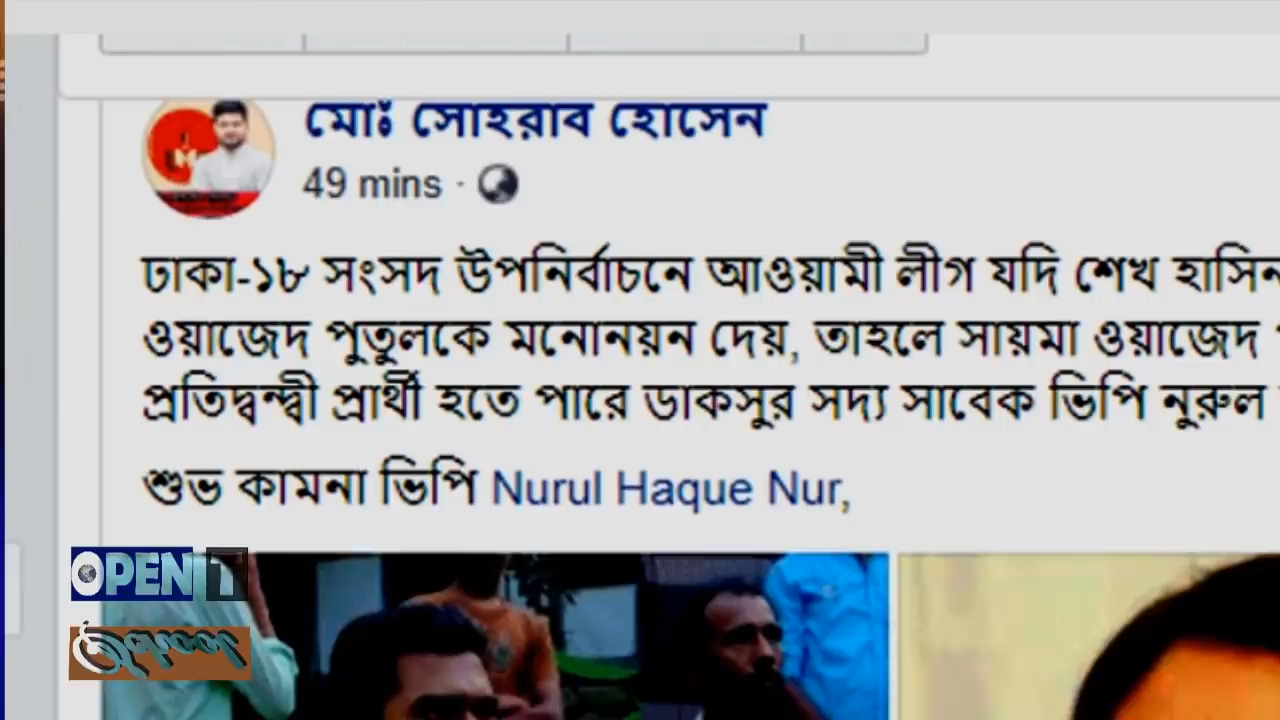 মোঃ সোহরাব হোসেন
49 mins ·
ঢাকা-১৮ সংসদ উপনির্বাচনে আওয়ামী লীগ যদি শেখ
ওয়াজেদ পুতুলকে মনোনয়ন দেয়, তাহলে সায়মা ওয়াজেদ
প্রতিদ্বন্দ্বী প্রার্থী হতে পারে ডাকসুর সদ্য সাবেক ভিপি নুরুল
শুভ কামনা ভিপি Nurul Haque Nur,
OPEN IT